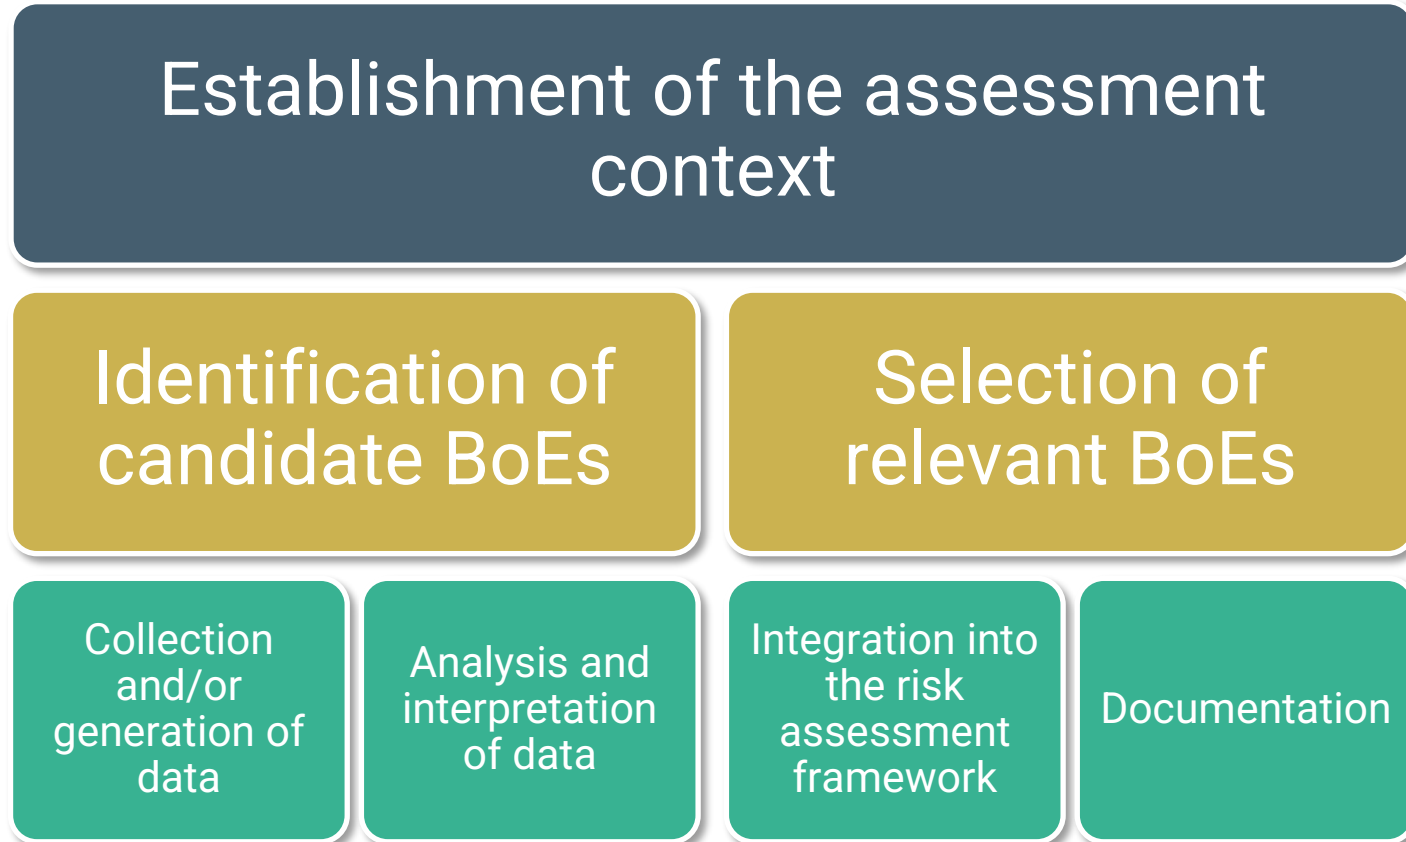 Establishment of the assessment
context
Identification of
candidate BoEs
Selection of
relevant BoEs
Collection
and/or
generation of
data
Analysis and
interpretation
of data
Integration into
the risk
assessment
framework
Documentation